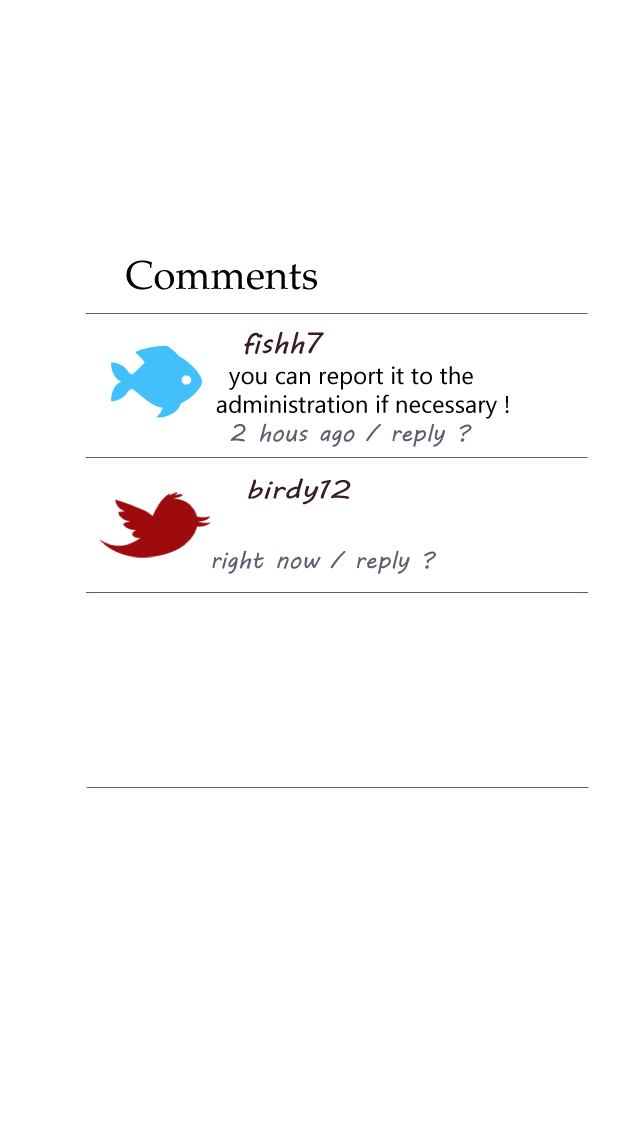 Comments
fishh7
you can report it to the
administration if necessary !
2 hous ago / reply ?
birdy12
right now / reply ?